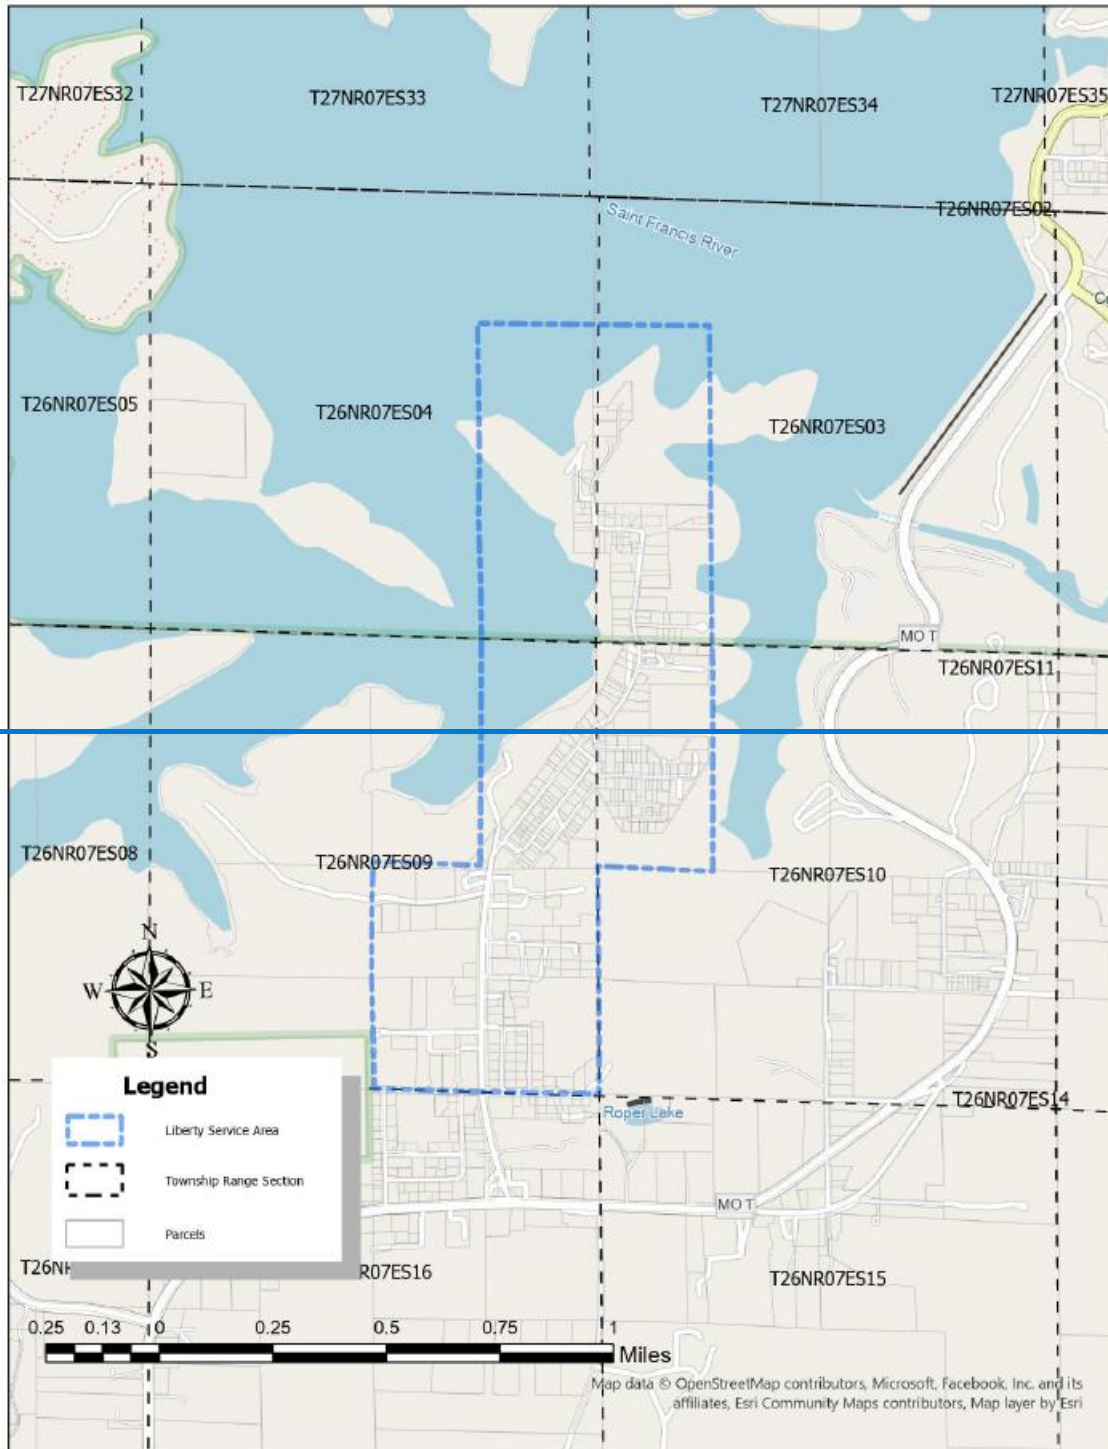 T27NR07ES32
T27NR07ES33
T27NR07ES34
T27NR07ES35
T26NR07ES02
Saint Francis River
T26NR07ES05
T26NR07ES04
T26NR07ES03
MO T
T26NR07ES11
T26NR07ES08
T26NR07ES09
T26NR07ES10
N
W
E
S
Legend
Liberty Service Area
Township Range Section
Parcels
Roper Lake
T26NR07ES14
MO T
R07ES16
T26NR07ES15
0.25 0.13 0 0.25 0.5 0.75 1
Miles
Map data © OpenStreetMap contributors, Microsoft, Facebook, Inc. and its
affiliates, Esri Community Maps contributors, Map layer by Esri